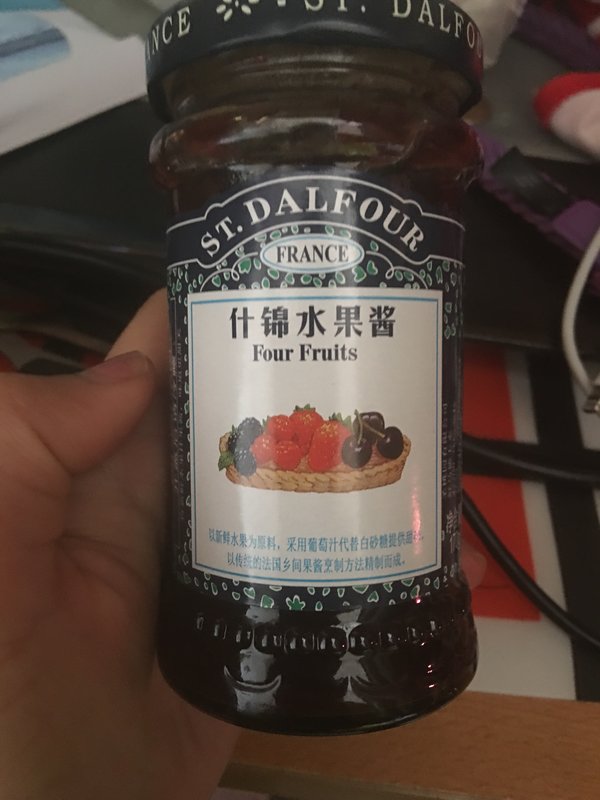 ANCE ST. DALFOU
ST. DALFOUR
FRANCE
什锦水果酱
Four Fruits
以新鲜水果为原料，采用葡萄汁代替白砂糖提供甜味，
以传统的法国乡间果酱烹制方法精制而成。